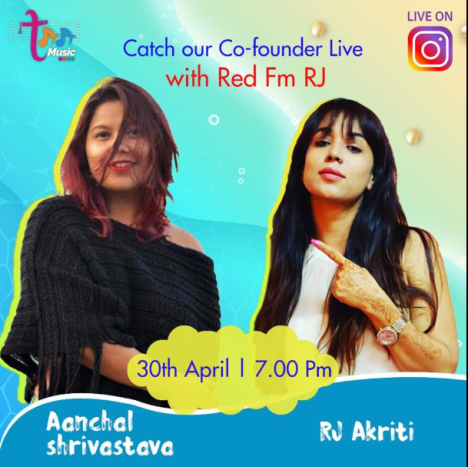 LIVE ON
Music
Catch our Co-founder Live
with Red Fm RJ
30th April | 7.00 Pm
Aanchal
shrivastava
RJ Akriti